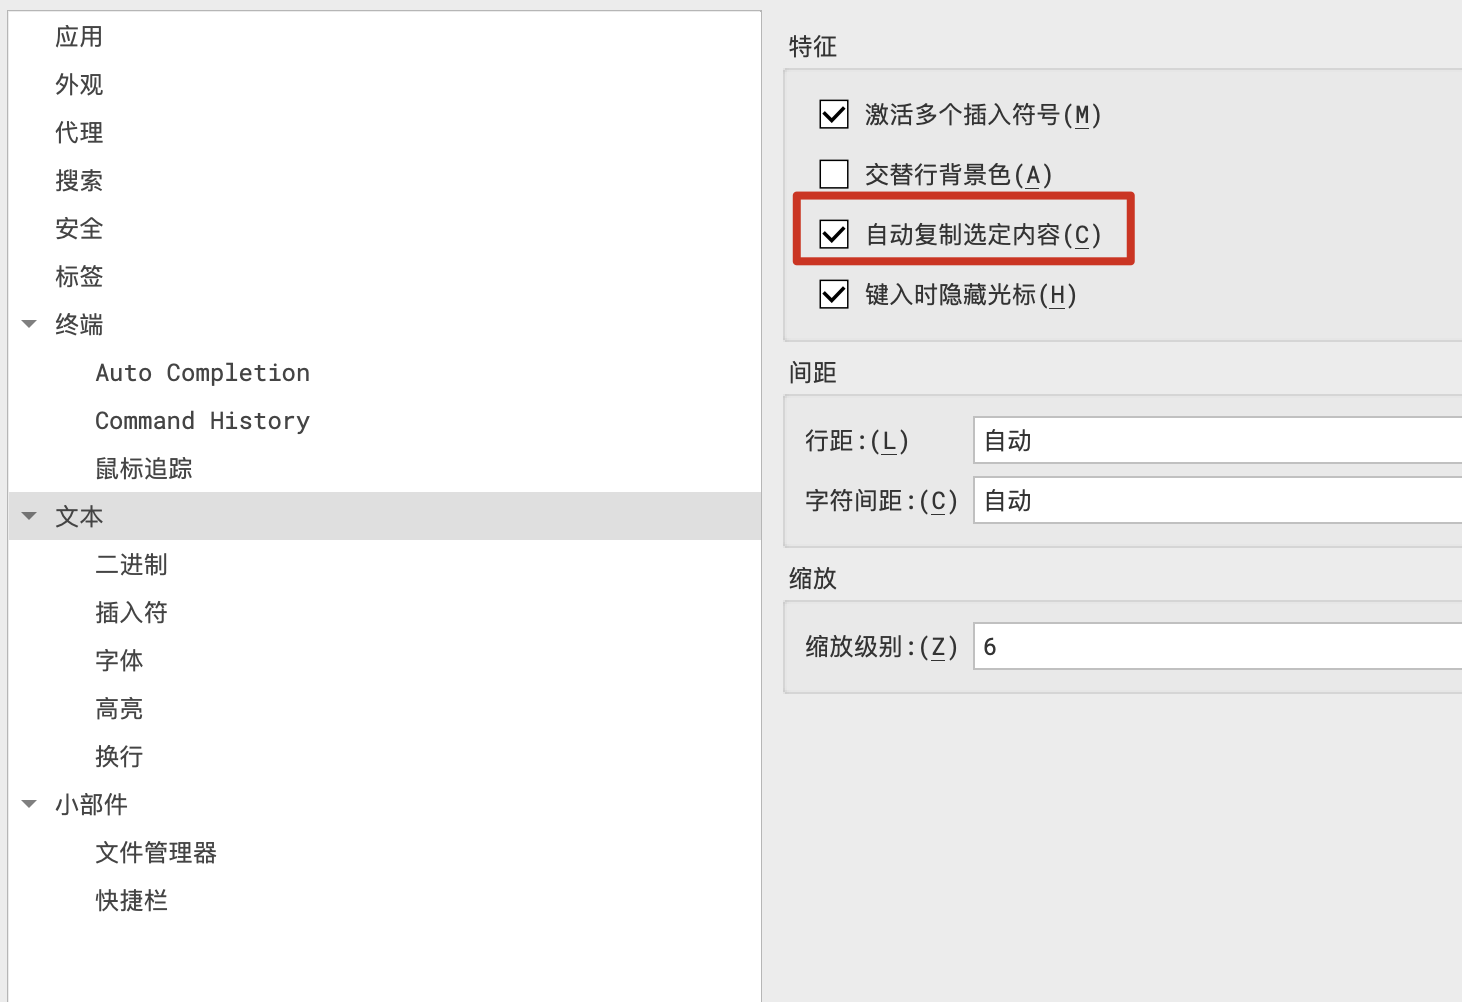 应用
外观
代理
搜索
安全
标签
终端
Auto Completion
Command History
鼠标追踪
文本
二进制
插入符
字体
高亮
换行
小部件
文件管理器
快捷栏
特征
激活多个插入符号(M)
交替行背景色(A)
自动复制选定内容(C)
键入时隐藏光标(H)
间距
行距:(L) 自动
字符间距:(C) 自动
缩放
缩放级别:(Z) 6